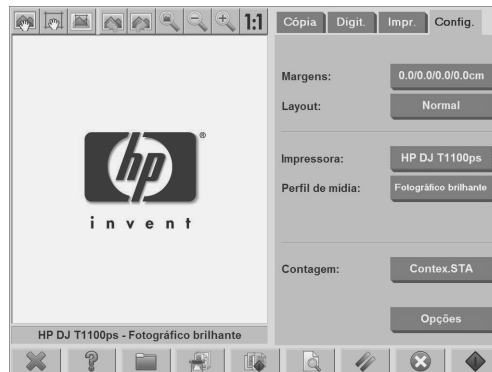 1:1
Cópia
Digit.
Impr.
Config.
Margens:
0.0/0.0/0.0/0.0cm
Layout:
Normal
Impressora:
HP DJ T1100ps
Perfil de midia:
Fotográfico brilhante
Contagem:
Contex.STA
Opções
hp
®
invent
HP DJ T1100ps - Fotográfico brilhante
?